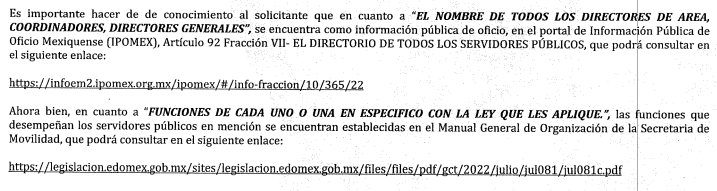 Es importante hacer de de conocimiento al solicitante que en cuanto a "EL NOMBRE DE TODOS LOS DIRECTORES DE AREA,
COORDINADORES, DIRECTORES GENERALES", se encuentra como información pública de oficio, en el portal de Información Pública de
Oficio Mexiquense (IPOMEX), Artículo 92 Fracción VII- EL DIRECTORIO DE TODOS LOS SERVIDORES PÚBLICOS, que podrá consultar en
el siguiente enlace:
https://infoem2.ipomex.org.mx/ipomex/#/info-fraccion/10/365/22
Ahora bien, en cuanto a "FUNCIONES DE CADA UNO O UNA EN ESPECIFICO CON LA LEY QUE LES APLIQUE.", las funciones que
desempeñan los servidores públicos en mención se encuentran establecidas en el Manual General de Organización de la Secretaria de
Movilidad, que podrá consultar en el siguiente enlace:
https://legislacion.edomex.gob.mx/sites/legislacion.edomex.gob.mx/files/files/pdf/gct/2022/julio/jul081/jul081c.pdf